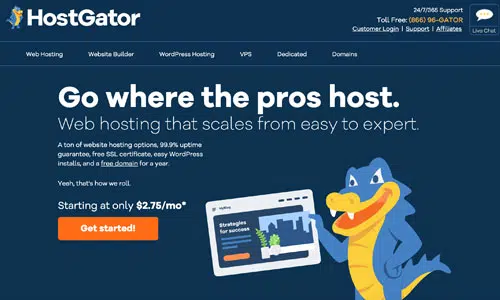 HostGator
24/7/365 Support
Toll Free: (866) 96-GATOR
Customer Login | Support | Affiliates
Live Chat
Web Hosting Website Builder WordPress Hosting VPS Dedicated Domains
Go where the pros host.
Web hosting that scales from easy to expert.
A ton of website hosting options, 99.9% uptime
guarantee, free SSL certificate, easy WordPress
installs, and a free domain for a year.
Yeah, that's how we roll.
Starting at only $2.75/mo*
Get started!
MyBlog
Strategies
for success